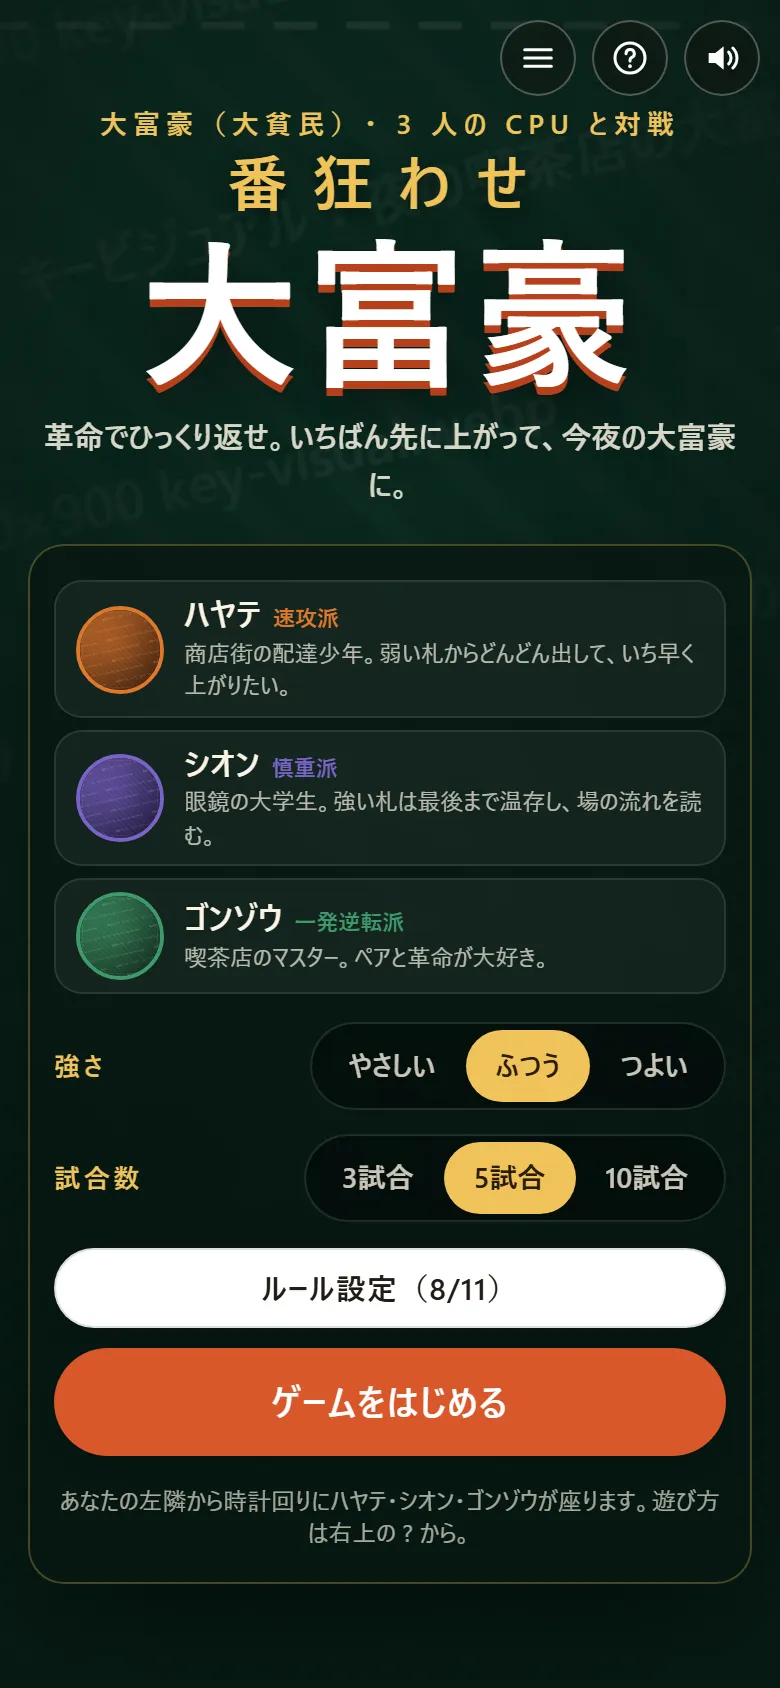 大富豪（大貧民）・3 人の CPU と対戦
番狂わせ
大富豪
革命でひっくり返せ。いちばん先に上がって、今夜の大富豪
に。
ハヤテ 速攻派
商店街の配達少年。弱い札からどんどん出して、いち早く
上がりたい。
シオン 慎重派
眼鏡の大学生。強い札は最後まで温存し、場の流れを読
む。
ゴンゾウ 一発逆転派
喫茶店のマスター。ペアと革命が大好き。
強さ やさしい ふつう つよい
試合数 3試合 5試合 10試合
ルール設定（8/11）
ゲームをはじめる
あなたの左隣から時計回りにハヤテ・シオン・ゴンゾウが座ります。遊び方
は右上の ? から。